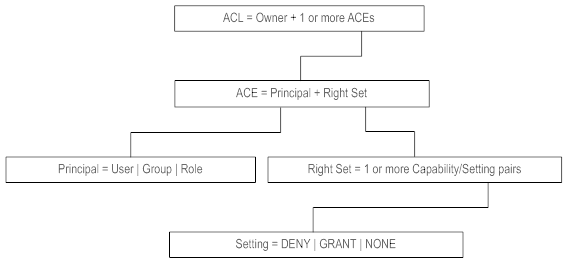 ACL = Owner + 1 or more ACEs
ACE = Principal + Right Set
Principal = User | Group | Role
Right Set = 1 or more Capability/Setting pairs
Setting = DENY | GRANT | NONE